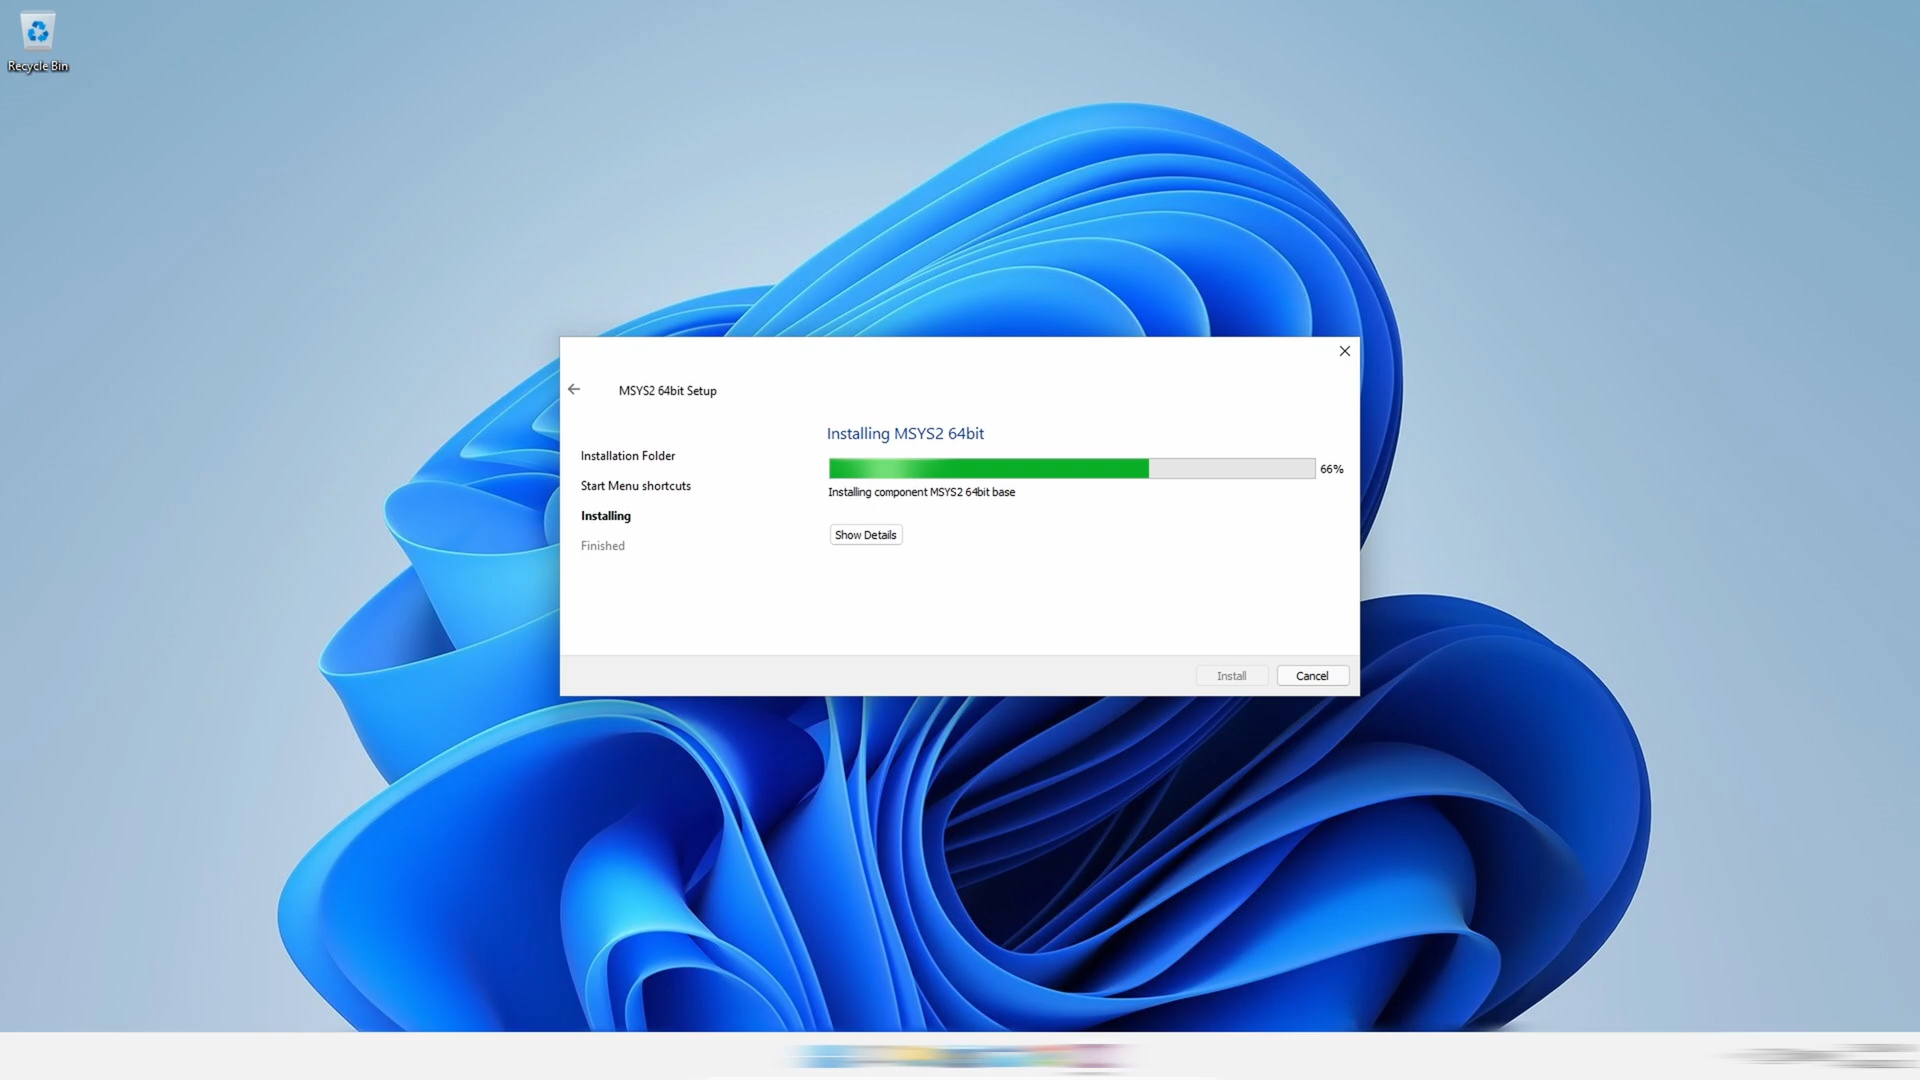 Recycle Bin
MSYS2 64bit Setup
Installation Folder
Start Menu shortcuts
Installing
Finished
Installing MSYS2 64bit
66%
Installing component MSYS2 64bit base
Show Details
Install
Cancel